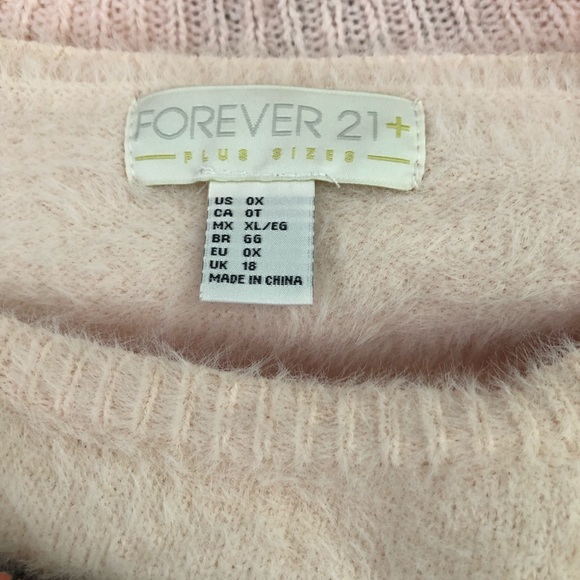 FOREVER 21+
PLUS SIZES
US 0X
CA 0T
MX XL/EG
BR GG
EU 0X
UK 18
MADE IN CHINA